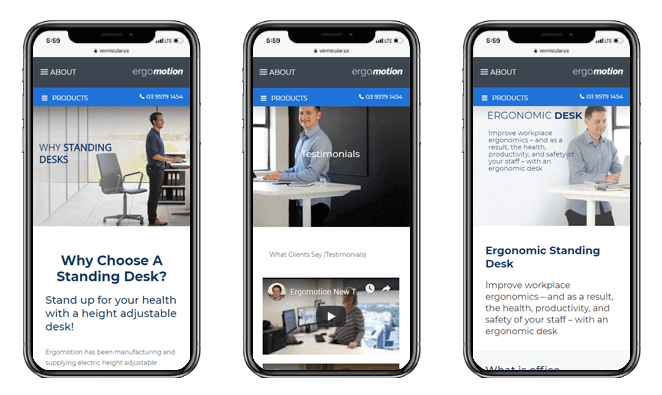 5:59
LTE
vermicular.us
ABOUT
ergomotion
PRODUCTS
03 9579 1454
WHY STANDING
DESKS
Why Choose A
Standing Desk?
Stand up for your health
with a height adjustable
desk!
Ergomotion has been manufacturing and
supplying electric height adjustable
5:59
LTE
vermicular.us
ABOUT
ergomotion
PRODUCTS
03 9579 1454
Testimonials
What Clients Say (Testimonials)
Ergomotion New T...
5:59
LTE
vermicular.us
ABOUT
ergomotion
PRODUCTS
03 9579 1454
ERGONOMIC DESK
Improve workplace
ergomomics – and as a
result, the health,
productivity, and safety of
your staff – with an
ergonomic desk
Ergonomic Standing
Desk
Improve workplace
ergonomics – and as a result,
the health, productivity, and
safety of your staff – with an
ergonomic desk
What is office